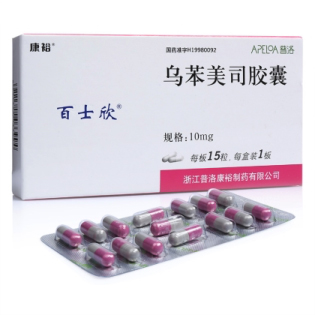 康裕®
国药准字H19980092
APELOA 普洛
乌苯美司胶囊
百士欣®
规格：10mg
每板15粒，每盒装1板
浙江普洛康裕制药有限公司